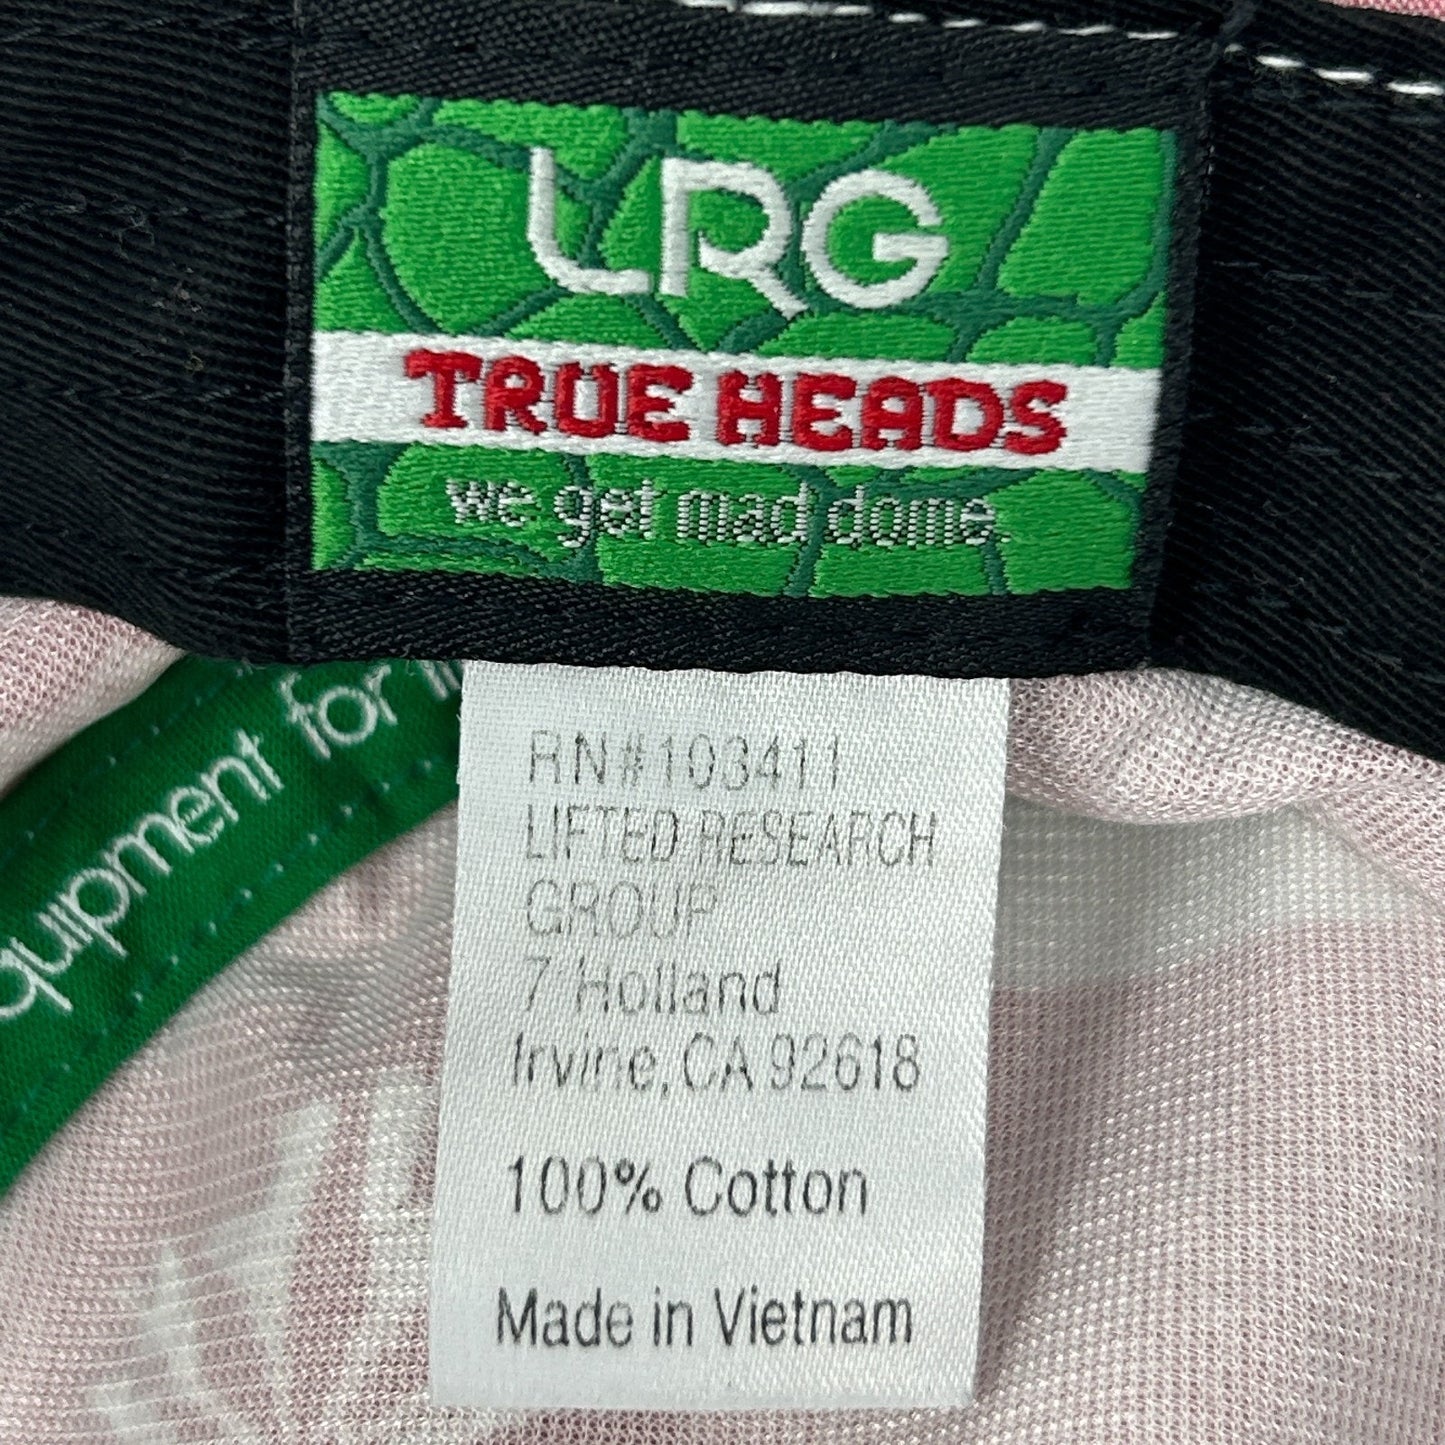 LRG
TRUE HEADS
we get mad dome.
quipment for
RN#103411
LIFTED RESEARCH
GROUP
7 Holland
Irvine, CA 92618
100% Cotton
Made in Vietnam